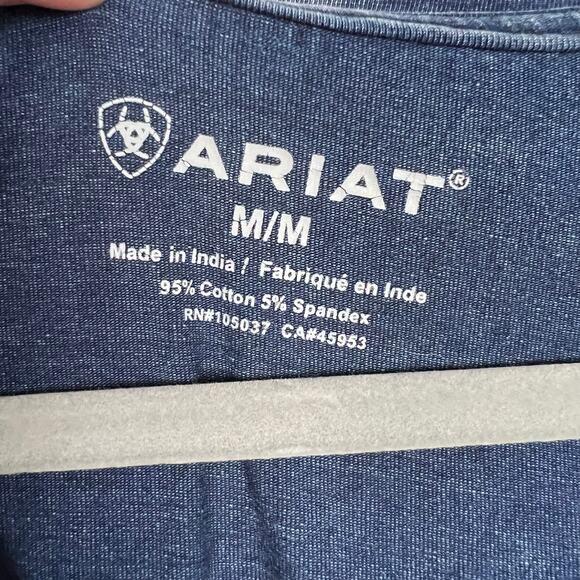 ARIAT®
M/M
Made in India / Fabriqué en Inde
95% Cotton 5% Spandex
RN#105037 CA#45953